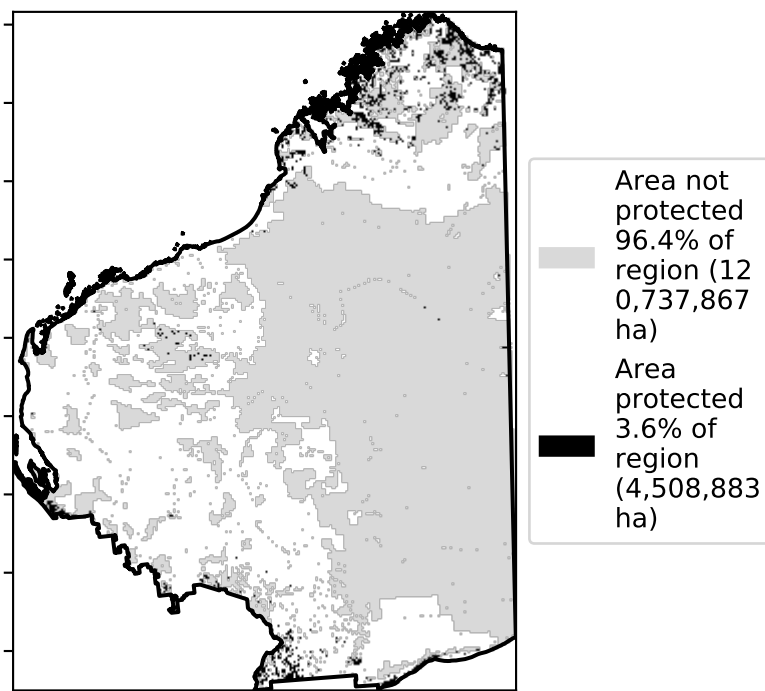 Area not
protected
96.4% of
region (12
0,737,867
ha)
Area
protected
3.6% of
region
(4,508,883
ha)